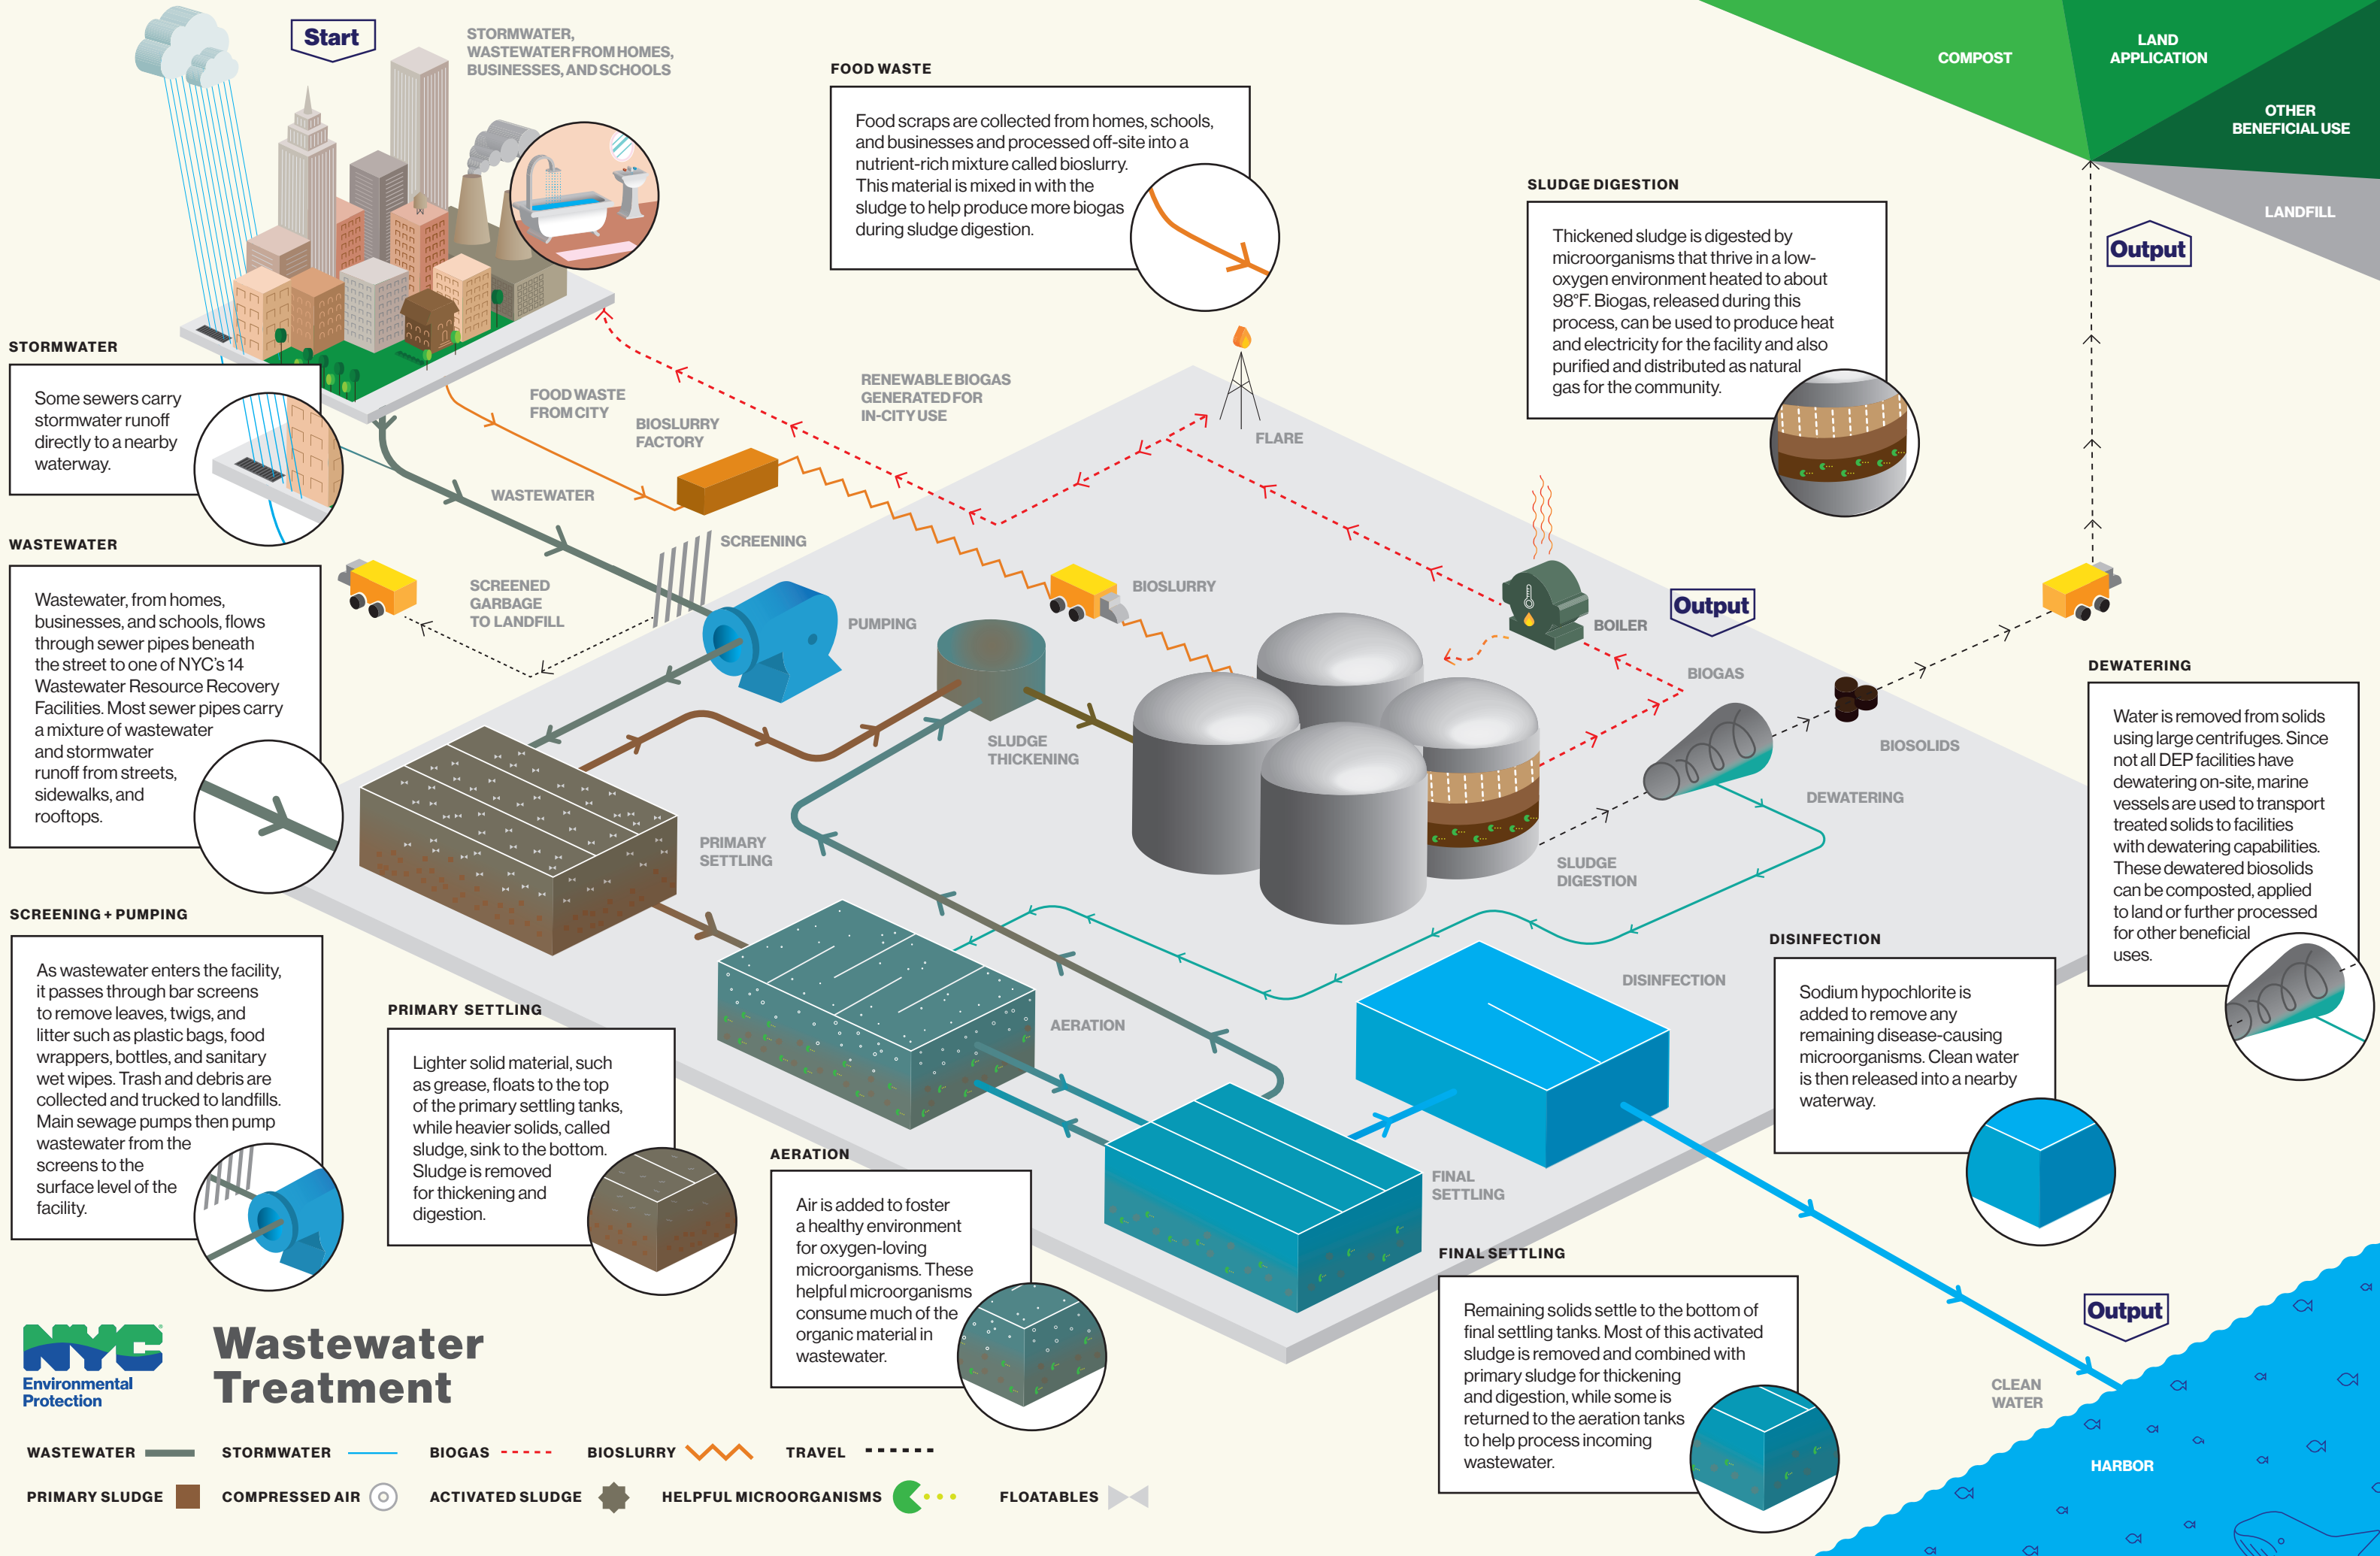 Start
STORMWATER,
WASTEWATER FROM HOMES,
BUSINESSES, AND SCHOOLS
FOOD WASTE
Food scraps are collected from homes, schools,
and businesses and processed off-site into a
nutrient-rich mixture called bioslurry.
This material is mixed in with the
sludge to help produce more biogas
during sludge digestion.
COMPOST
LAND
APPLICATION
OTHER
BENEFICIAL USE
LANDFILL
Output
SLUDGE DIGESTION
Thickened sludge is digested by
microorganisms that thrive in a low-
oxygen environment heated to about
98°F. Biogas, released during this
process, can be used to produce heat
and electricity for the facility and also
purified and distributed as natural
gas for the community.
STORMWATER
Some sewers carry
stormwater runoff
directly to a nearby
waterway.
FOOD WASTE
FROM CITY
BIOSLURRY
FACTORY
RENEWABLE BIOGAS
GENERATED FOR
IN-CITY USE
FLARE
WASTEWATER
SCREENING
WASTEWATER
Wastewater, from homes,
businesses, and schools, flows
through sewer pipes beneath
the street to one of NYC's 14
Wastewater Resource Recovery
Facilities. Most sewer pipes carry
a mixture of wastewater
and stormwater
runoff from streets,
sidewalks, and
rooftops.
SCREENED
GARBAGE
TO LANDFILL
PUMPING
BIOSLURRY
BOILER
Output
BIOGAS
SLUDGE
THICKENING
BIOSOLIDS
DEWATERING
SLUDGE
DIGESTION
PRIMARY
SETTLING
DEWATERING
Water is removed from solids
using large centrifuges. Since
not all DEP facilities have
dewatering on-site, marine
vessels are used to transport
treated solids to facilities
with dewatering capabilities.
These dewatered biosolids
can be composted, applied
to land or further processed
for other beneficial
uses.
SCREENING + PUMPING
As wastewater enters the facility,
it passes through bar screens
to remove leaves, twigs, and
litter such as plastic bags, food
wrappers, bottles, and sanitary
wet wipes. Trash and debris are
collected and trucked to landfills.
Main sewage pumps then pump
wastewater from the
screens to the
surface level of the
facility.
PRIMARY SETTLING
Lighter solid material, such
as grease, floats to the top
of the primary settling tanks,
while heavier solids, called
sludge, sink to the bottom.
Sludge is removed
for thickening and
digestion.
AERATION
DISINFECTION
DISINFECTION
Sodium hypochlorite is
added to remove any
remaining disease-causing
microorganisms. Clean water
is then released into a nearby
waterway.
AERATION
Air is added to foster
a healthy environment
for oxygen-loving
microorganisms. These
helpful microorganisms
consume much of the
organic material in
wastewater.
FINAL
SETTLING
FINAL SETTLING
Remaining solids settle to the bottom of
final settling tanks. Most of this activated
sludge is removed and combined with
primary sludge for thickening
and digestion, while some is
returned to the aeration tanks
to help process incoming
wastewater.
Output
CLEAN
WATER
HARBOR
NYC
Environmental
Protection
Wastewater
Treatment
WASTEWATER
STORMWATER
BIOGAS
BIOSLURRY
TRAVEL
PRIMARY SLUDGE
COMPRESSED AIR
ACTIVATED SLUDGE
HELPFUL MICROORGANISMS
FLOATABLES